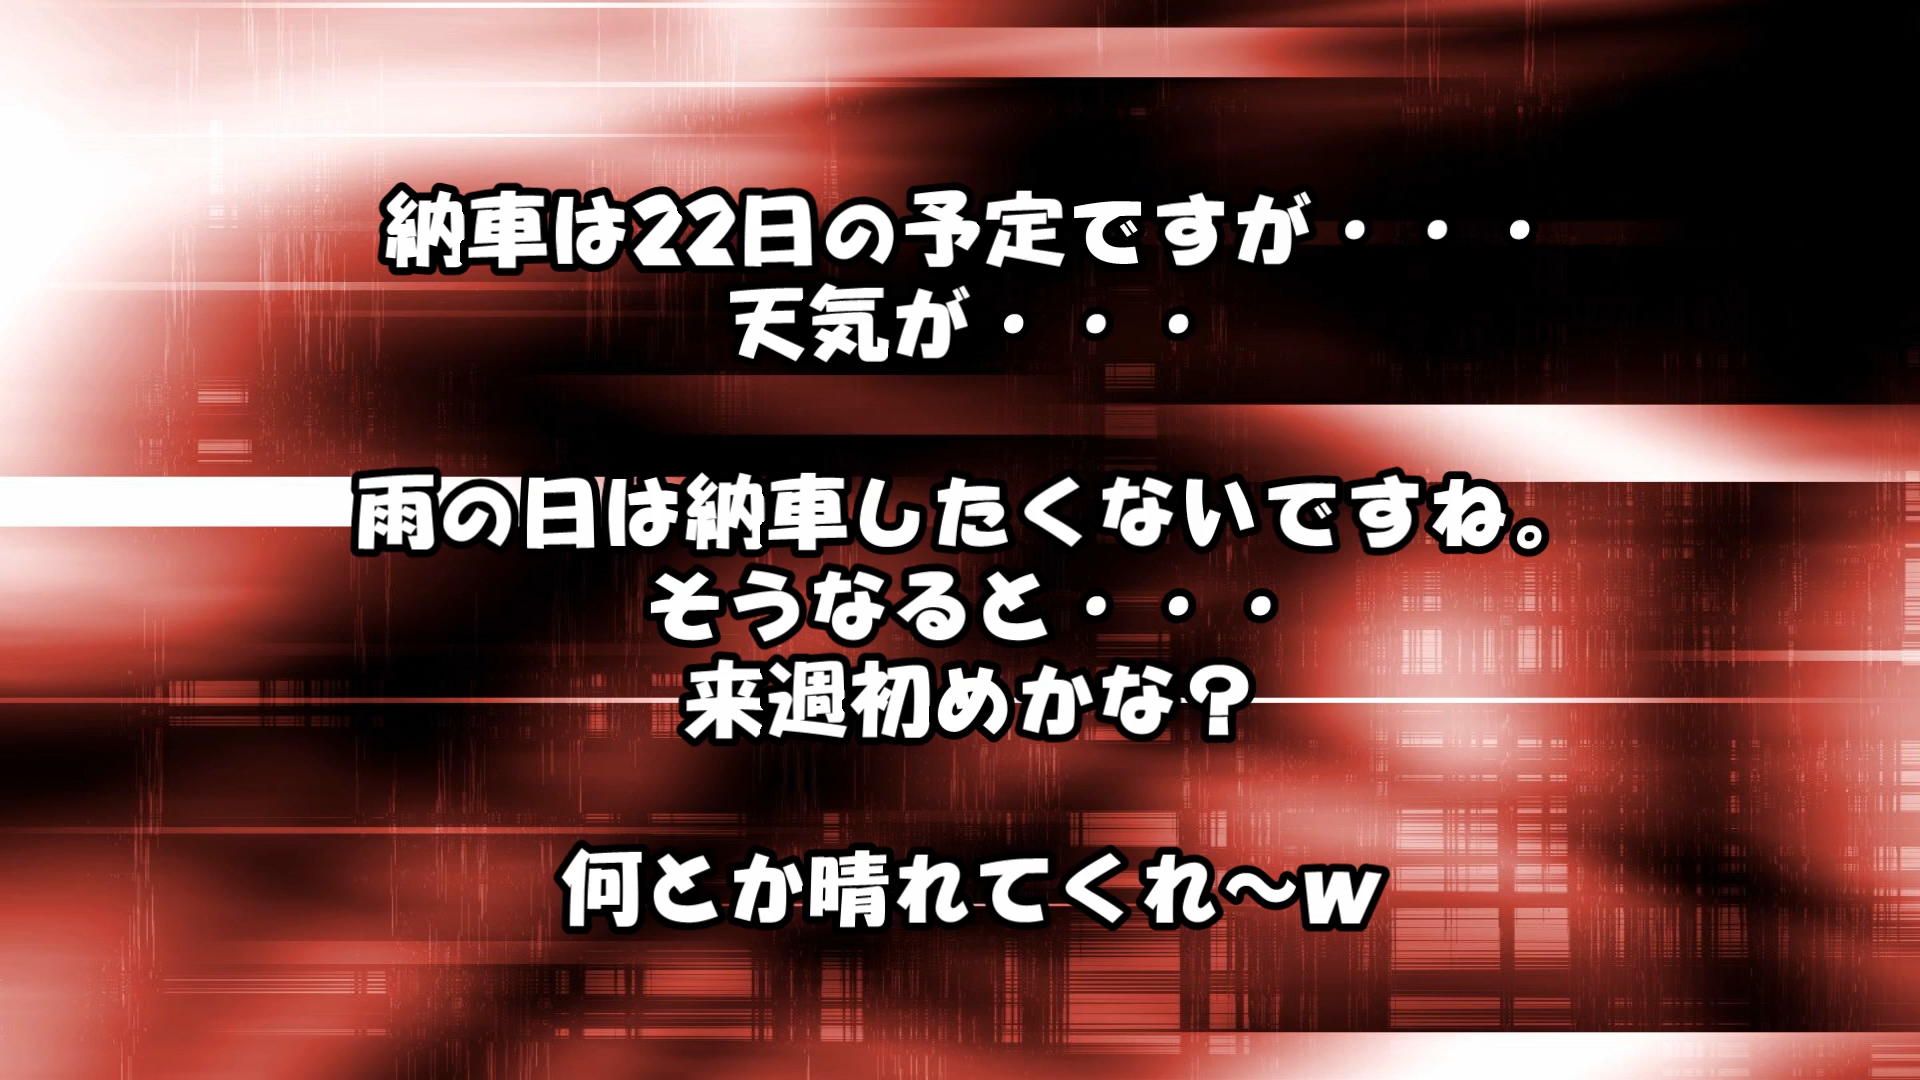 納車は22日の予定ですが・・・
天気が・・・
雨の日は納車したくないですね。
そうなると・・・
来週初めかな？
何とか晴れてくれ～w